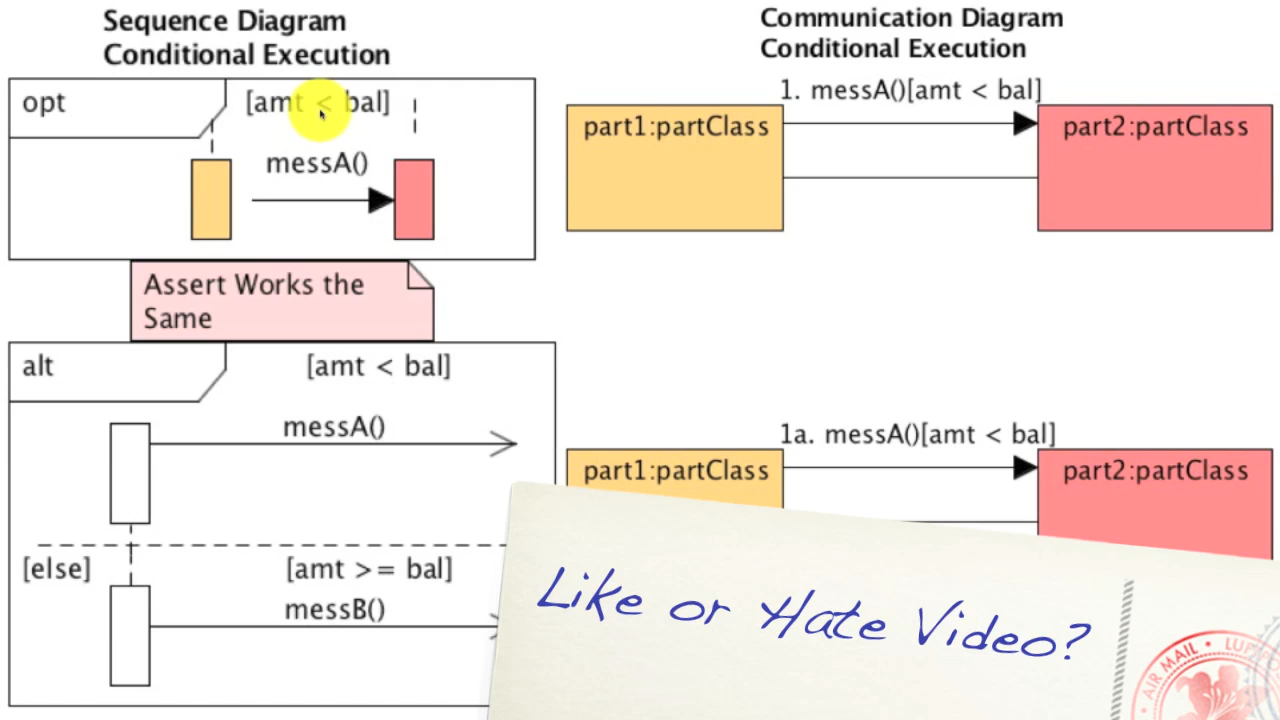 Sequence Diagram
Conditional Execution
opt
[amt < bal]
messA()
Assert Works the
Same
alt
[amt < bal]
messA()
[else]
[amt >= bal]
messB()
Communication Diagram
Conditional Execution
1. messA()[amt < bal]
part1:partClass
part2:partClass
1a. messA()[amt < bal]
part1:partClass
part2:partClass
Like or Hate Video?
AIR MAIL